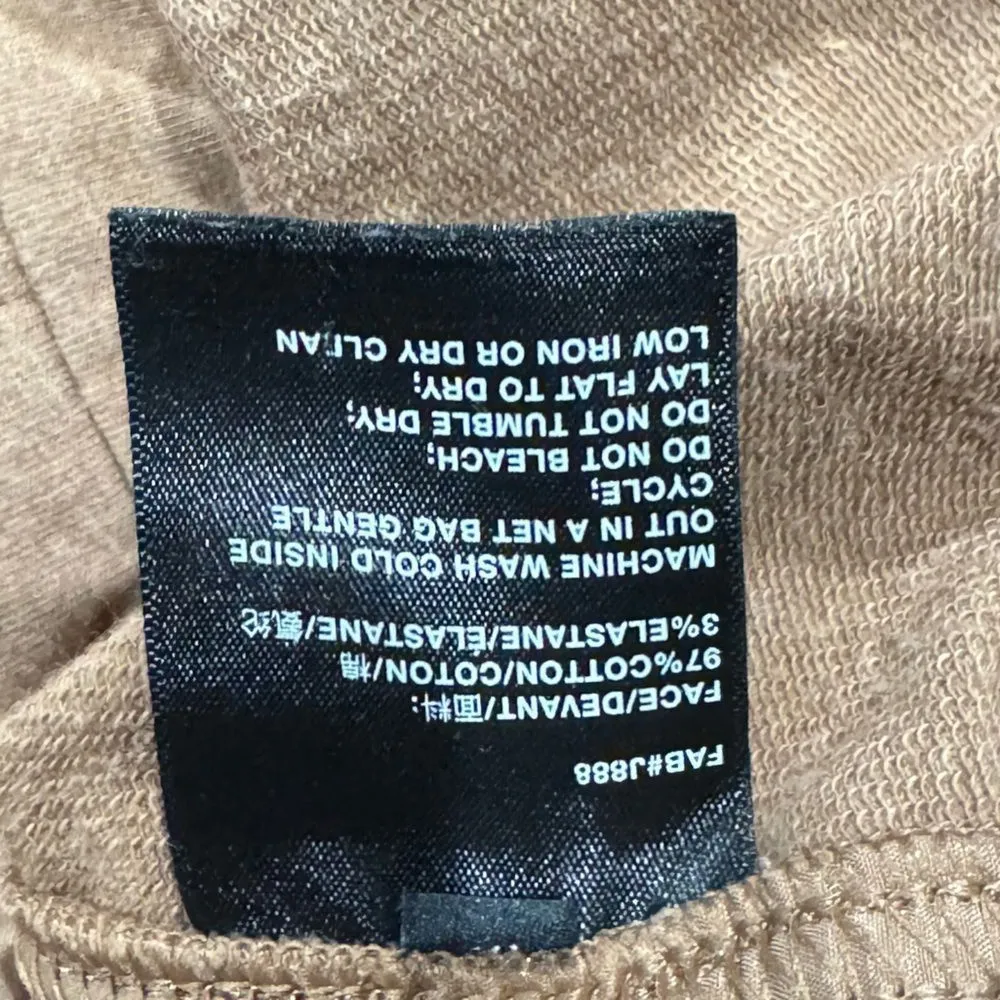 FAB#J888
FACE/DEVANT/面料:
97%COTTON/COTON/棉
3%ELASTANE/ÉLASTANE/氨纶
MACHINE WASH COLD INSIDE
OUT IN A NET BAG GENTLE
CYCLE;
DO NOT BLEACH;
DO NOT TUMBLE DRY;
LAY FLAT TO DRY;
LOW IRON OR DRY CLEAN